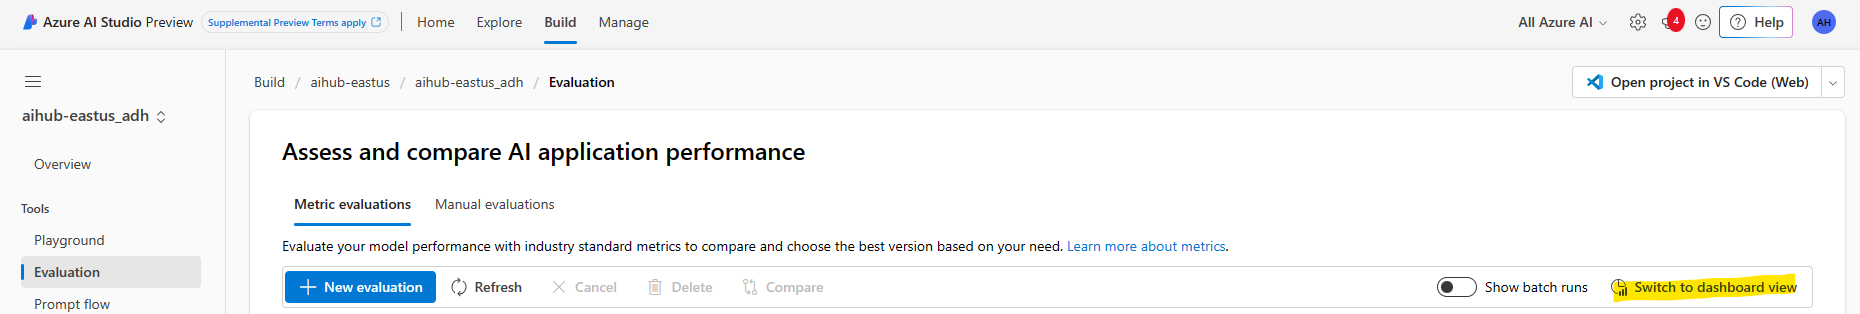 Azure AI Studio Preview Supplemental Preview Terms apply Home Explore Build Manage All Azure AI 4 Help AH
Build / aihub-eastus / aihub-eastus_adh / Evaluation Open project in VS Code (Web)
aihub-eastus_adh
Overview
Tools
Playground
Evaluation
Prompt flow
Assess and compare AI application performance
Metric evaluations Manual evaluations
Evaluate your model performance with industry standard metrics to compare and choose the best version based on your need. Learn more about metrics.
New evaluation Refresh Cancel Delete Compare Show batch runs Switch to dashboard view